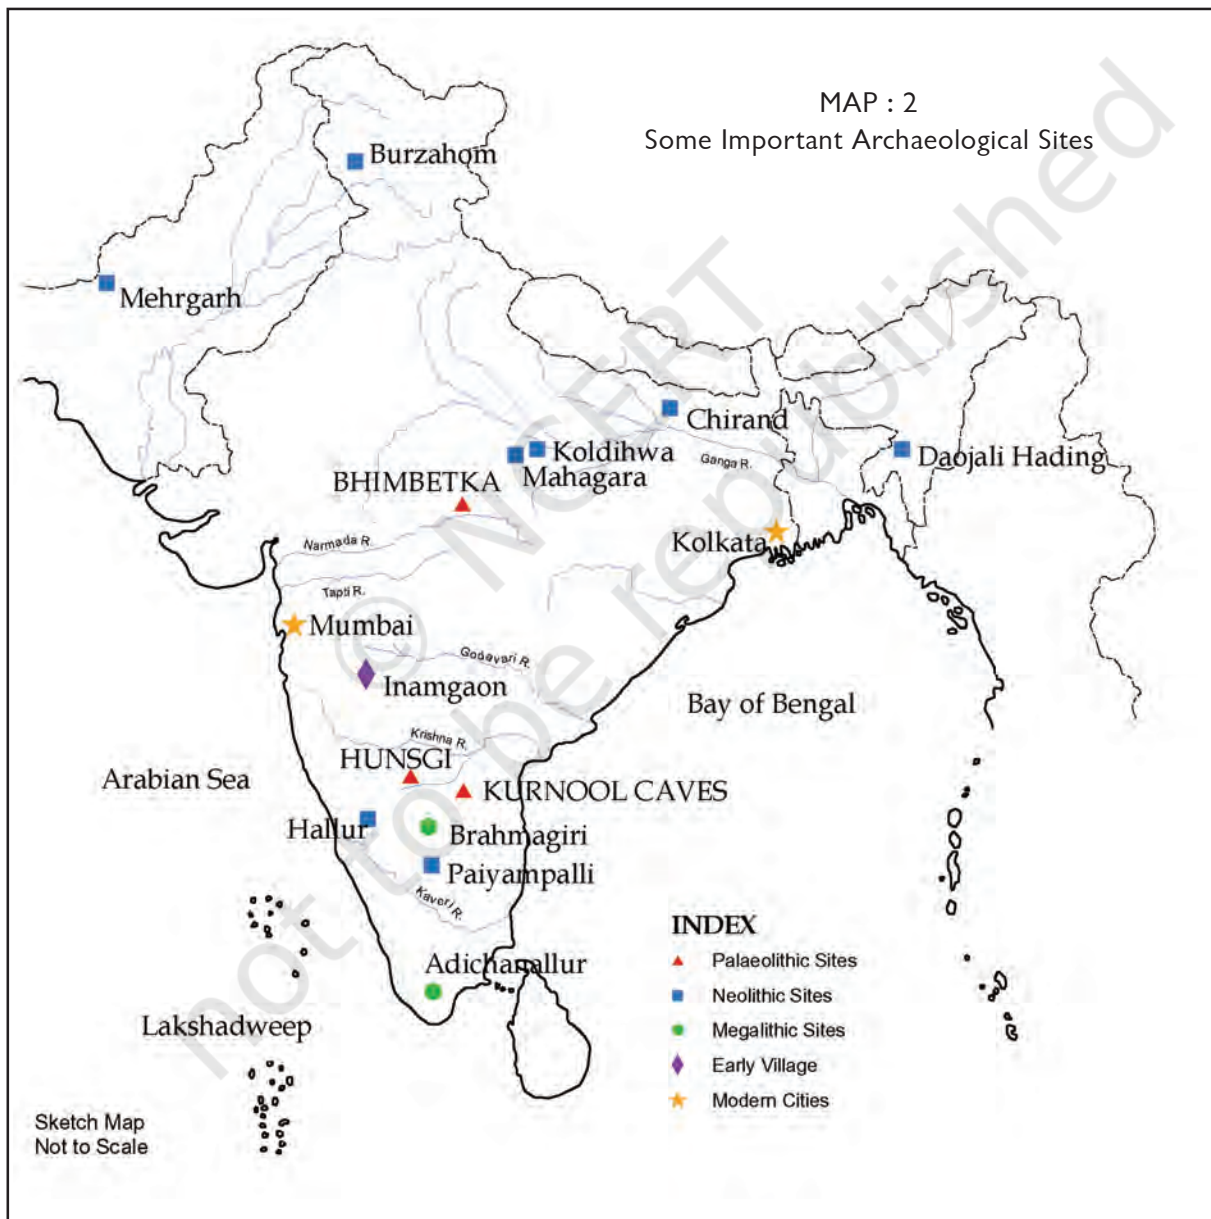 MAP : 2
Some Important Archaeological Sites
Burzahom
Mehrgarh
Chirand
Koldihwa
Mahagara
Daojali Hading
Ganga R.
BHIMBETKA
Kolkata
Narmada R.
Tapti R.
Mumbai
Godavari R.
Inamgaon
Bay of Bengal
Krishna R.
HUNSGI
Arabian Sea
KURNOOL CAVES
Hallur
Brahmagiri
Paiyampalli
Kaveri R.
Adichanallur
Lakshadweep
INDEX
Palaeolithic Sites
Neolithic Sites
Megalithic Sites
Early Village
Modern Cities
Sketch Map
Not to Scale
© NCERT
not to be republished